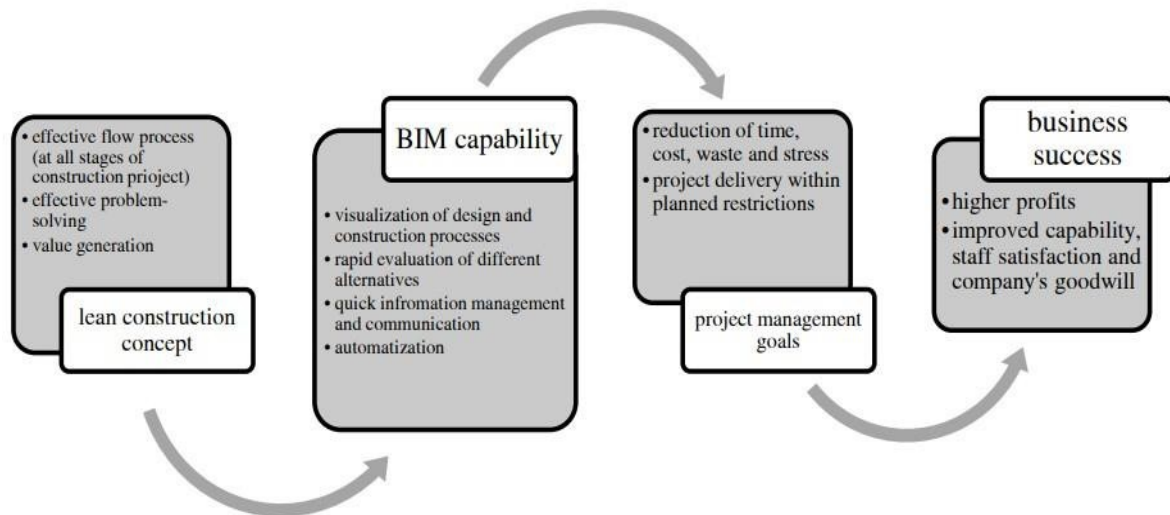 • effective flow process
(at all stages of
construction prioject)
• effective problem-
solving
• value generation
lean construction
concept
BIM capability
• visualization of design and
construction processes
• rapid evaluation of different
alternatives
• quick infromation management
and communication
• automatization
• reduction of time,
cost, waste and stress
• project delivery within
planned restrictions
project management
goals
business
success
• higher profits
• improved capability,
staff satisfaction and
company's goodwill